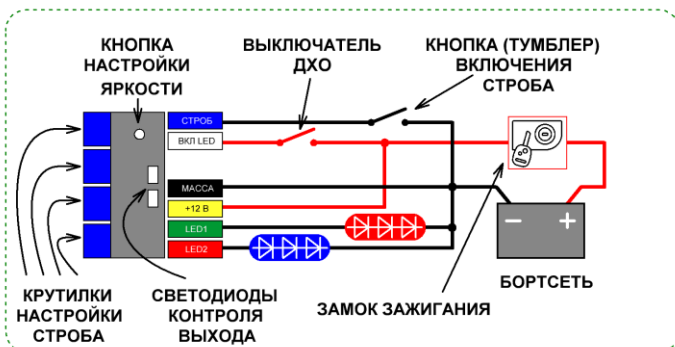 КНОПКА
НАСТРОЙКИ
ЯРКОСТИ
ВЫКЛЮЧАТЕЛЬ
ДХО
КНОПКА (ТУМБЛЕР)
ВКЛЮЧЕНИЯ
СТРОБА
СТРОБ
ВКЛ LED
МАССА
+12 В
LED1
LED2
− +
БОРТСЕТЬ
ЗАМОК ЗАЖИГАНИЯ
КРУТИЛКИ
НАСТРОЙКИ
СТРОБА
СВЕТОДИОДЫ
КОНТРОЛЯ
ВЫХОДА